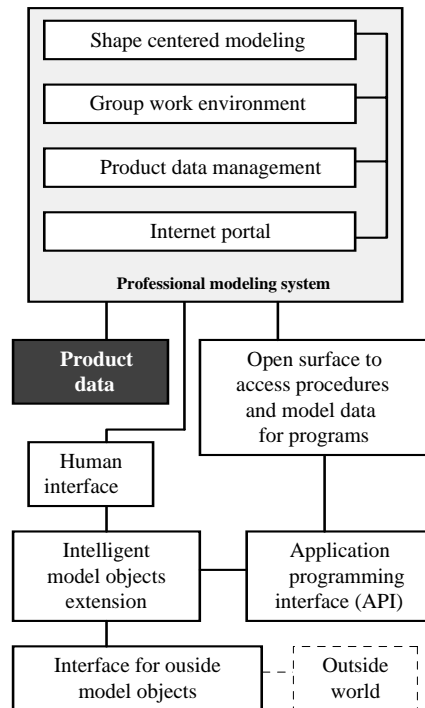 Shape centered modeling
Group work environment
Product data management
Internet portal
Professional modeling system
Product
data
Open surface to
access procedures
and model data
for programs
Human
interface
Intelligent
model objects
extension
Application
programming
interface (API)
Interface for ouside
model objects
Outside
world